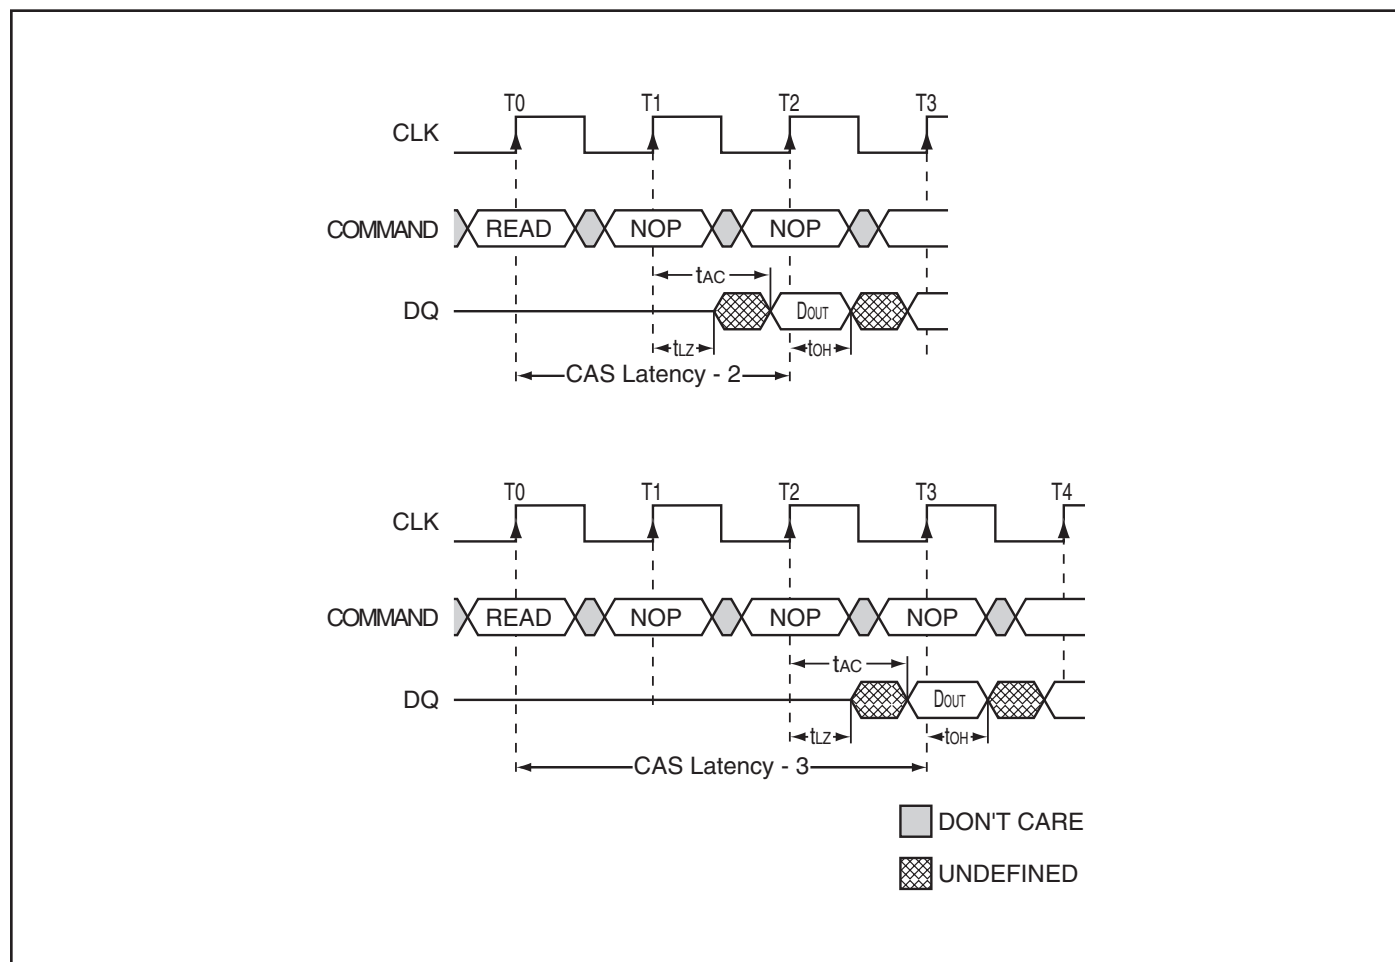 T0 T1 T2 T3
CLK
COMMAND READ NOP NOP
tAC
DQ DOUT
tLZ tOH
CAS Latency - 2
T0 T1 T2 T3 T4
CLK
COMMAND READ NOP NOP NOP
tAC
DQ DOUT
tLZ tOH
CAS Latency - 3
DON'T CARE
UNDEFINED